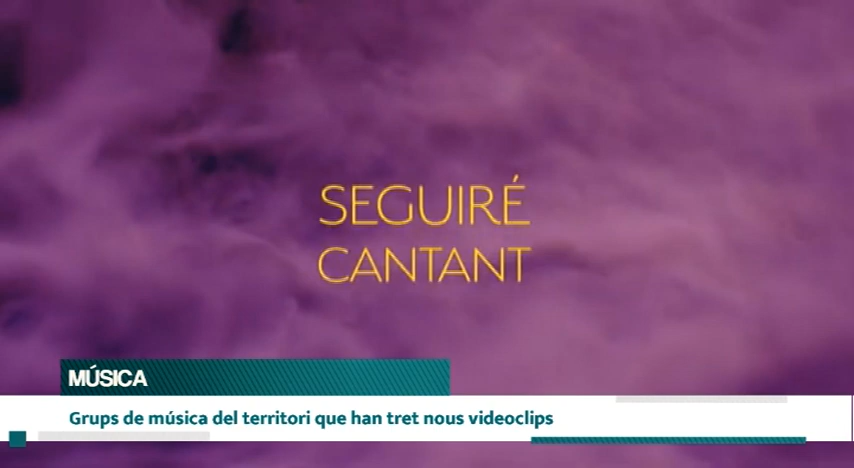 SEGUIRÉ
CANTANT
MÚSICA
Grups de música del territori que han tret nous videoclips